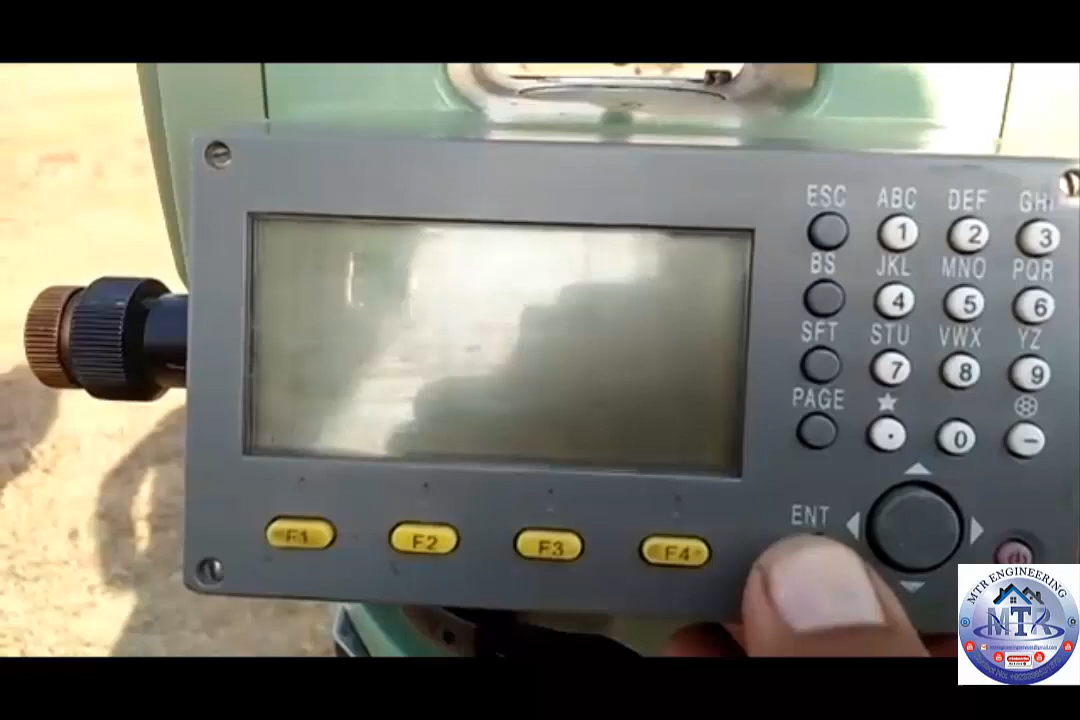 ESC ABC DEF GHI
1 2 3
BS JKL MNO PQR
4 5 6
SFT STU VWX YZ
7 8 9
PAGE
. 0 -
ENT
F1 F2 F3 F4
MTR ENGINEERING
MTR